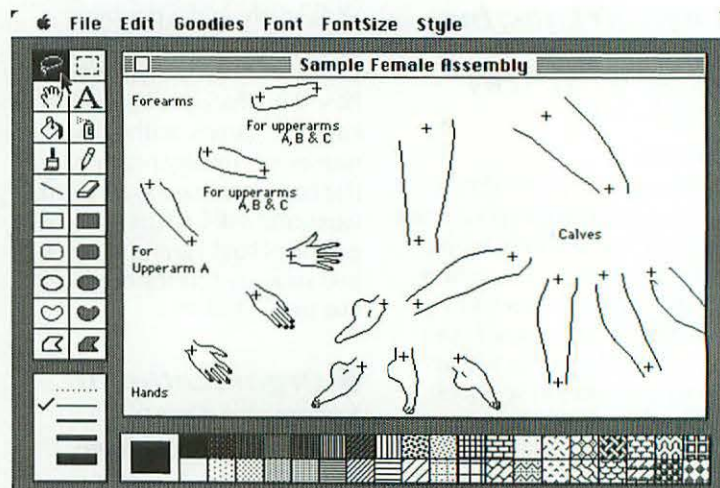 File Edit Goodies Font FontSize Style
Sample Female Assembly
Forearms
For upperarms
A, B & C
For upperarms
A, B & C
For
Upperarm A
Calves
Hands
A